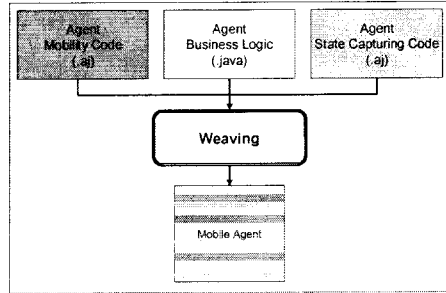 Agent
Mobility Code
(.aj)
Agent
Business Logic
(.java)
Agent
State Capturing Code
(.aj)
Weaving
Mobile Agent